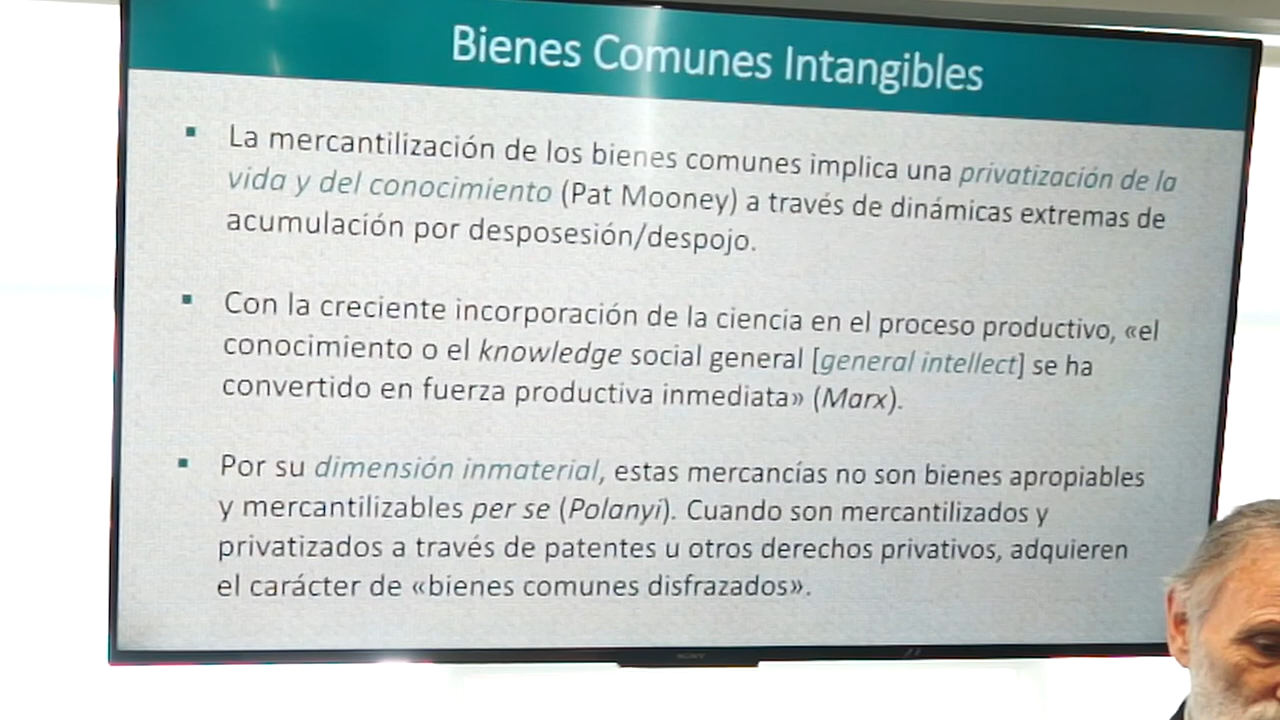 Bienes Comunes Intangibles
▪ La mercantilización de los bienes comunes implica una privatización de la
vida y del conocimiento (Pat Mooney) a través de dinámicas extremas de
acumulación por desposesión/despojo.
▪ Con la creciente incorporación de la ciencia en el proceso productivo, «el
conocimiento o el knowledge social general [general intellect] se ha
convertido en fuerza productiva inmediata» (Marx).
▪ Por su dimensión inmaterial, estas mercancías no son bienes apropiables
y mercantilizables per se (Polanyi). Cuando son mercantilizados y
privatizados a través de patentes u otros derechos privativos, adquieren
el carácter de «bienes comunes disfrazados».
SONY